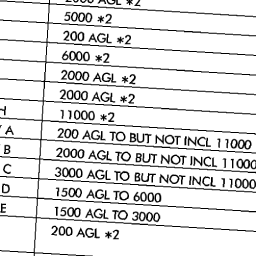 2000 AGL *2
5000 *2
200 AGL *2
6000 *2
2000 AGL *2
2000 AGL *2
H 11000 *2
A 200 AGL TO BUT NOT INCL 11000
B 2000 AGL TO BUT NOT INCL 11000
C 3000 AGL TO BUT NOT INCL 11000
D 1500 AGL TO 6000
E 1500 AGL TO 3000
200 AGL *2